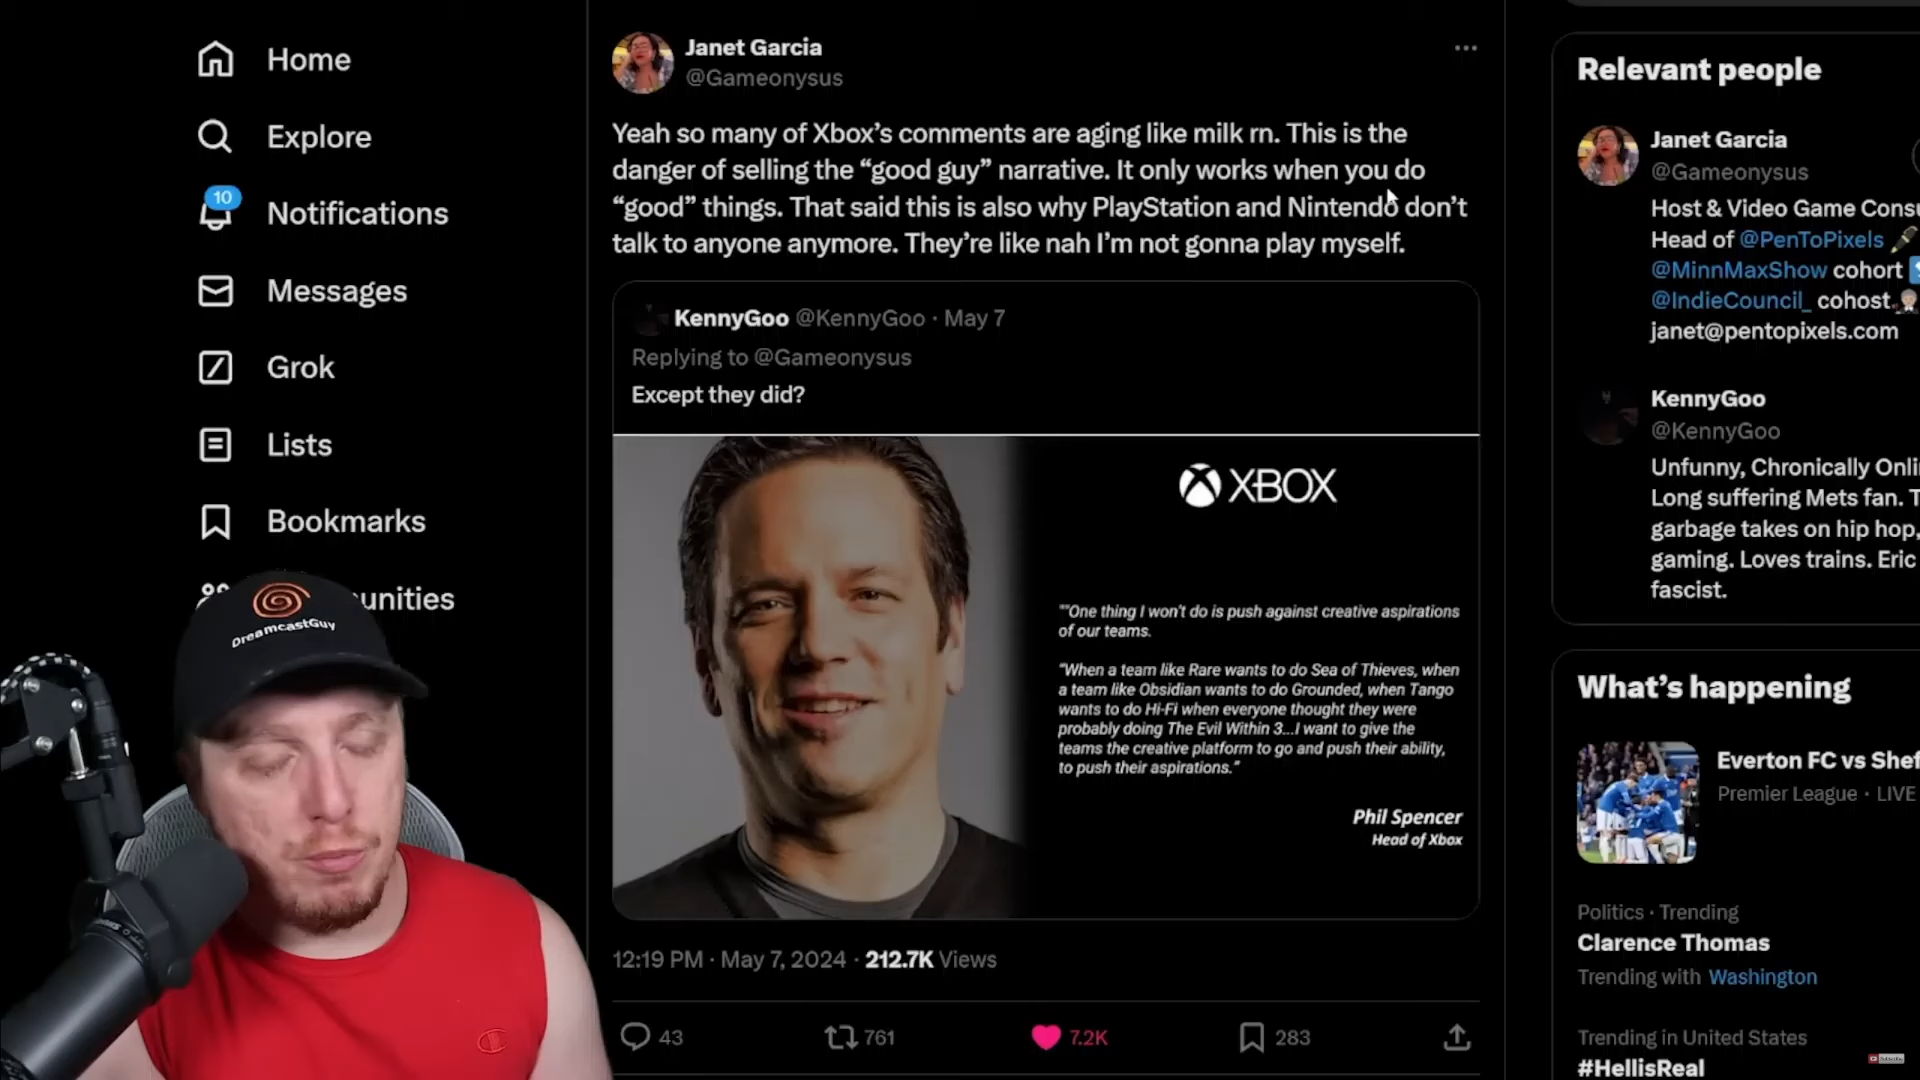 Home
Explore
10
Notifications
Messages
Grok
Lists
Bookmarks
unities
DreamcastGuy
Janet Garcia
@Gameonysus
Yeah so many of Xbox’s comments are aging like milk rn. This is the
danger of selling the “good guy” narrative. It only works when you do
“good” things. That said this is also why PlayStation and Nintendo don’t
talk to anyone anymore. They’re like nah I’m not gonna play myself.
KennyGoo @KennyGoo · May 7
Replying to @Gameonysus
Except they did?
XBOX
""One thing I won't do is push against creative aspirations
of our teams.
"When a team like Rare wants to do Sea of Thieves, when
a team like Obsidian wants to do Grounded, when Tango
wants to do Hi-Fi when everyone thought they were
probably doing The Evil Within 3...I want to give the
teams the creative platform to go and push their ability,
to push their aspirations."
Phil Spencer
Head of Xbox
12:19 PM · May 7, 2024 · 212.7K Views
43
761
7.2K
283
Relevant people
Janet Garcia
@Gameonysus
Host & Video Game Consu
Head of @PenToPixels
@MinnMaxShow cohort
@IndieCouncil_ cohost
janet@pentopixels.com
KennyGoo
@KennyGoo
Unfunny, Chronically Onli
Long suffering Mets fan. T
garbage takes on hip hop,
gaming. Loves trains. Eric
fascist.
What’s happening
Everton FC vs Shef
Premier League · LIVE
Politics · Trending
Clarence Thomas
Trending with Washington
Trending in United States
#HellisReal